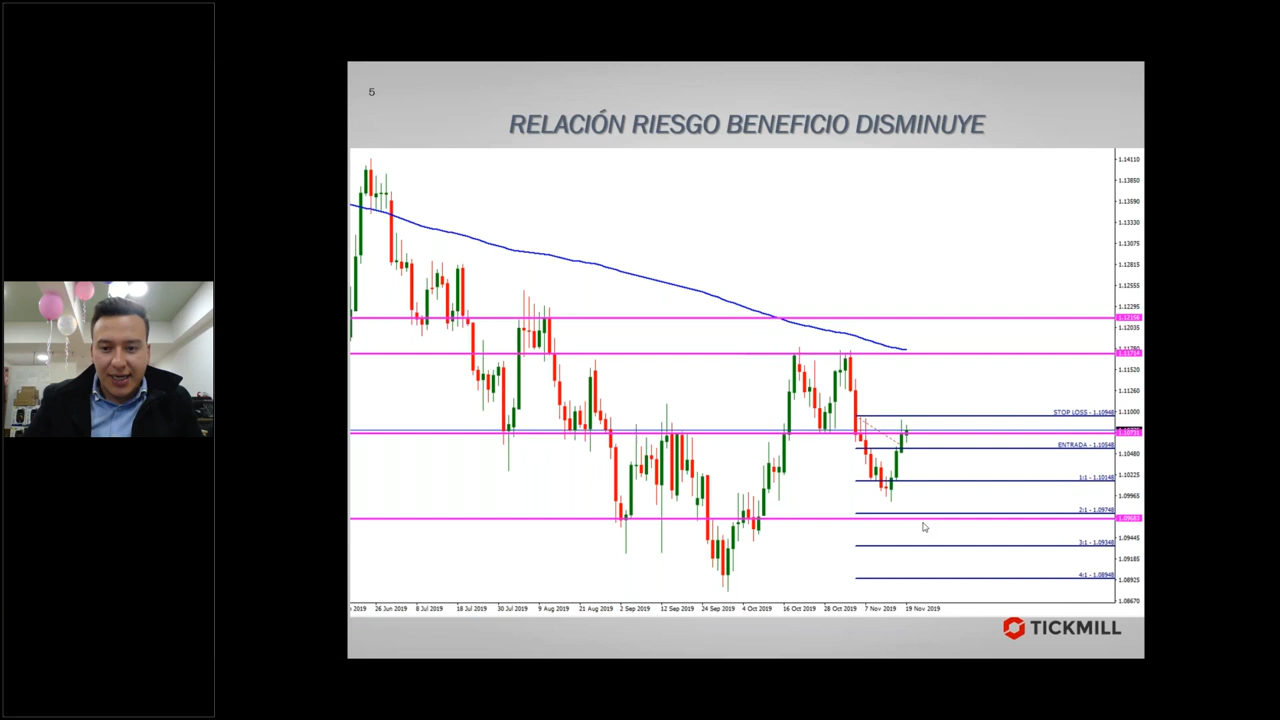 5
RELACIÓN RIESGO BENEFICIO DISMINUYE
1.14110
1.13850
1.13590
1.13330
1.13075
1.12815
1.12555
1.12295
1.12035
1.11780
1.11714
1.11520
1.11260
STOP LOSS - 1.10948
1.11000
ENTRADA - 1.10548
1.10480
1:1 - 1.10148
1.10225
1.09965
2:1 - 1.09748
3:1 - 1.09348
1.09445
1.09185
4:1 - 1.08948
1.08925
1.08670
2019 26 Jun 2019 8 Jul 2019 18 Jul 2019 30 Jul 2019 9 Aug 2019 21 Aug 2019 2 Sep 2019 12 Sep 2019 24 Sep 2019 4 Oct 2019 16 Oct 2019 28 Oct 2019 7 Nov 2019 19 Nov 2019
TICKMILL